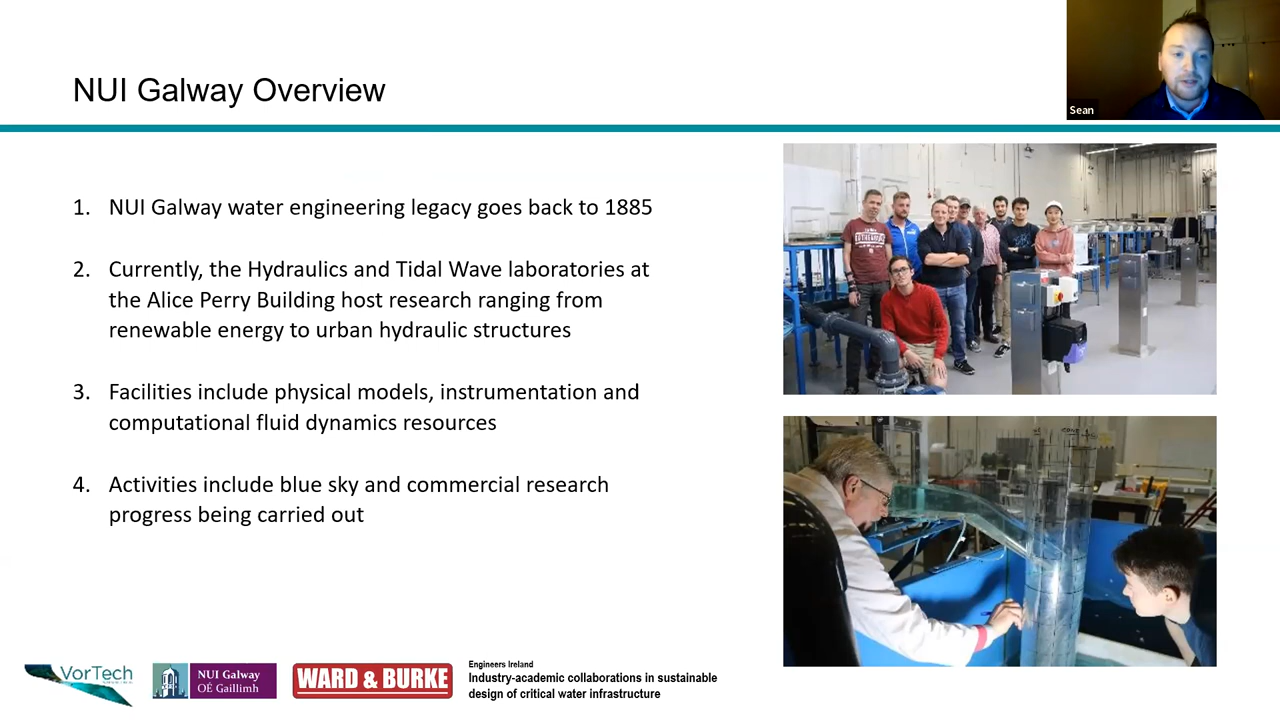 NUI Galway Overview
Sean
1. NUI Galway water engineering legacy goes back to 1885
2. Currently, the Hydraulics and Tidal Wave laboratories at
the Alice Perry Building host research ranging from
renewable energy to urban hydraulic structures
3. Facilities include physical models, instrumentation and
computational fluid dynamics resources
4. Activities include blue sky and commercial research
progress being carried out
VorTech
NUI Galway
OÉ Gaillimh
WARD & BURKE
Engineers Ireland
Industry-academic collaborations in sustainable
design of critical water infrastructure